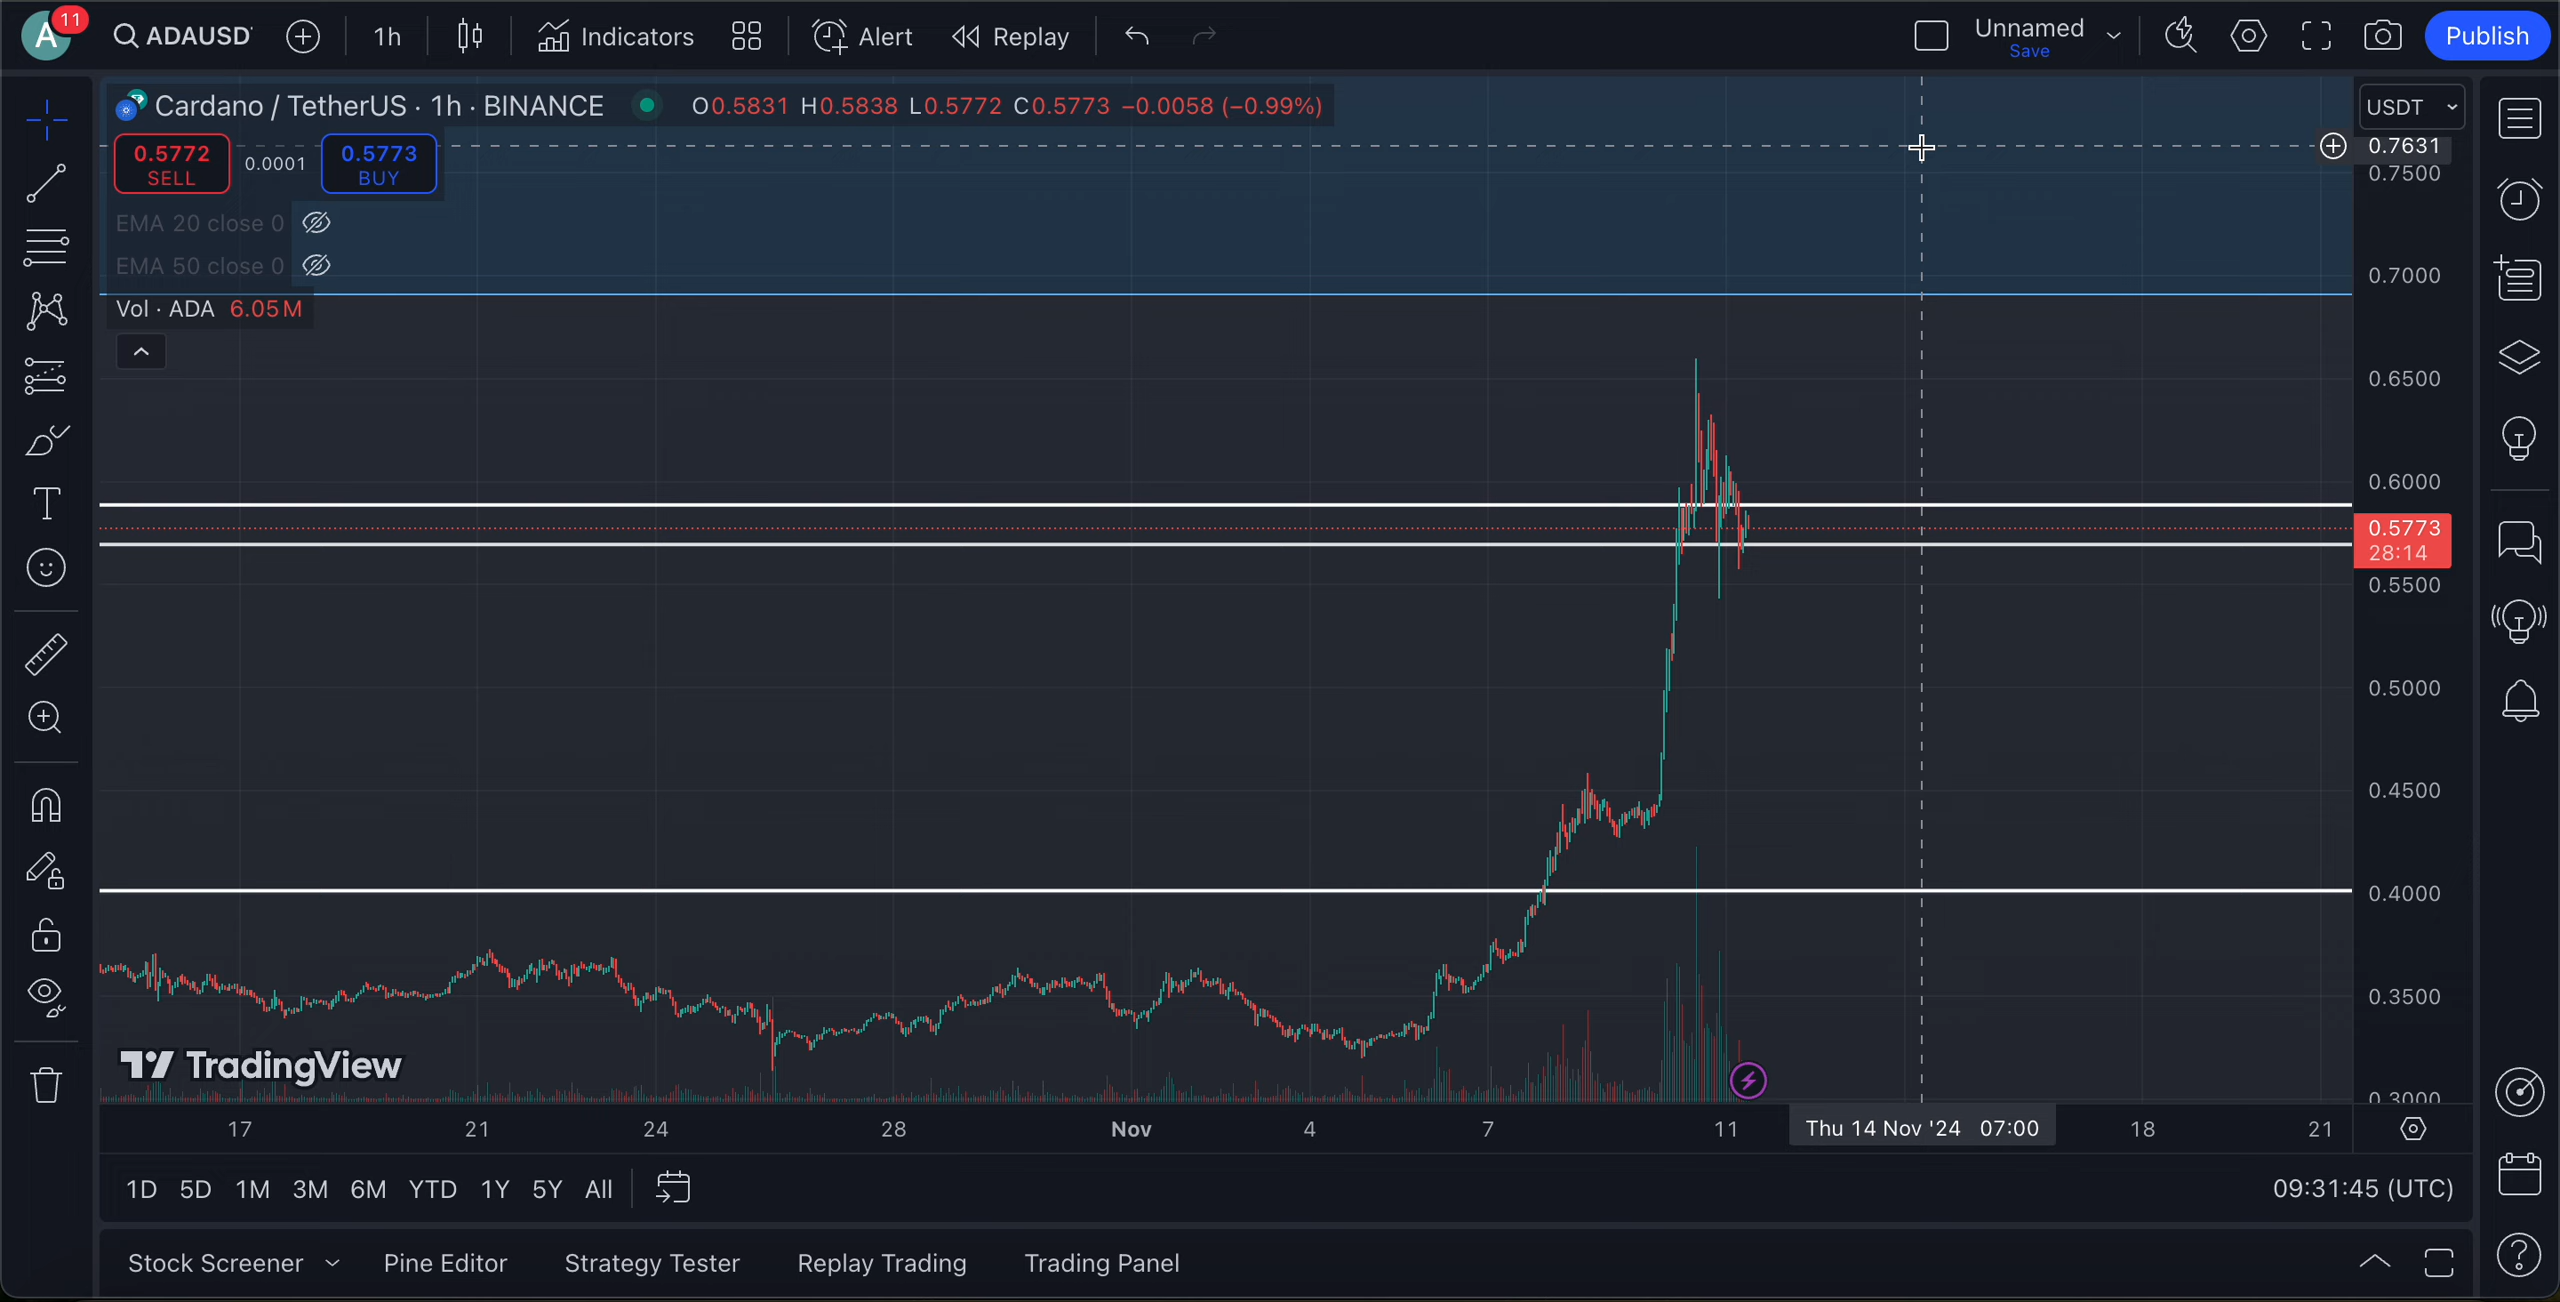 A 11 ADAUSD 1h Indicators Alert Replay Unnamed Save Publish
Cardano / TetherUS · 1h · BINANCE O0.5831 H0.5838 L0.5772 C0.5773 −0.0058 (−0.99%)
USDT
0.7631
0.5772 SELL 0.0001 0.5773 BUY
0.7500
EMA 20 close 0
EMA 50 close 0
0.7000
Vol · ADA 6.05M
0.6500
0.6000
0.5773
28:14
0.5500
0.5000
0.4500
0.4000
0.3500
0.3000
TradingView
17 21 24 28 Nov 4 7 11 Thu 14 Nov '24 07:00 18 21
1D 5D 1M 3M 6M YTD 1Y 5Y All 09:31:45 (UTC)
Stock Screener Pine Editor Strategy Tester Replay Trading Trading Panel